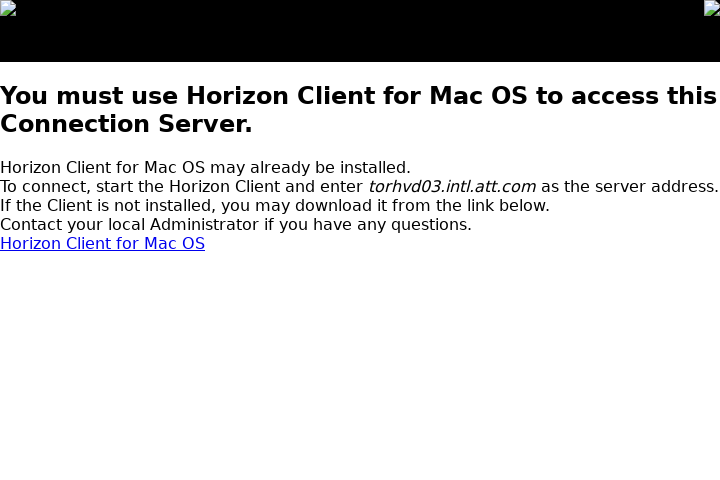 You must use Horizon Client for Mac OS to access this
Connection Server.
Horizon Client for Mac OS may already be installed.
To connect, start the Horizon Client and enter torhvd03.intl.att.com as the server address.
If the Client is not installed, you may download it from the link below.
Contact your local Administrator if you have any questions.
Horizon Client for Mac OS